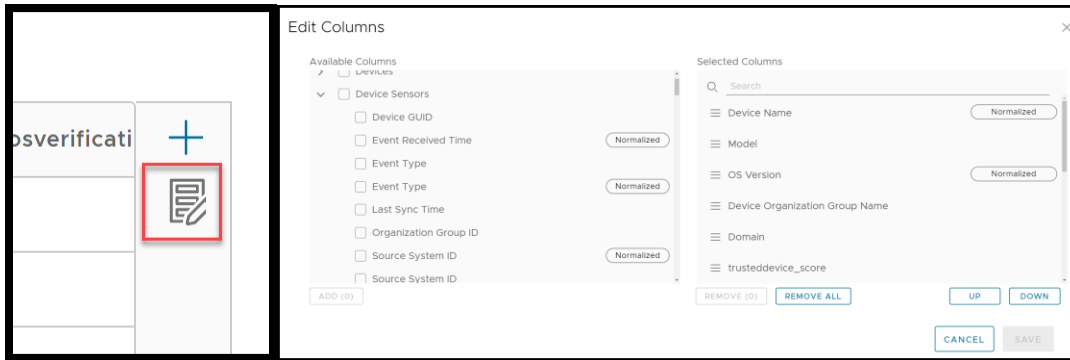 osverificati
Edit Columns
Available Columns
Devices
Device Sensors
Device GUID
Event Received Time Normalized
Event Type
Event Type Normalized
Last Sync Time
Organization Group ID
Source System ID Normalized
Source System ID
ADD (0)
Selected Columns
Search
Device Name Normalized
Model
OS Version Normalized
Device Organization Group Name
Domain
trusteddevice_score
REMOVE (0) REMOVE ALL UP DOWN
CANCEL SAVE